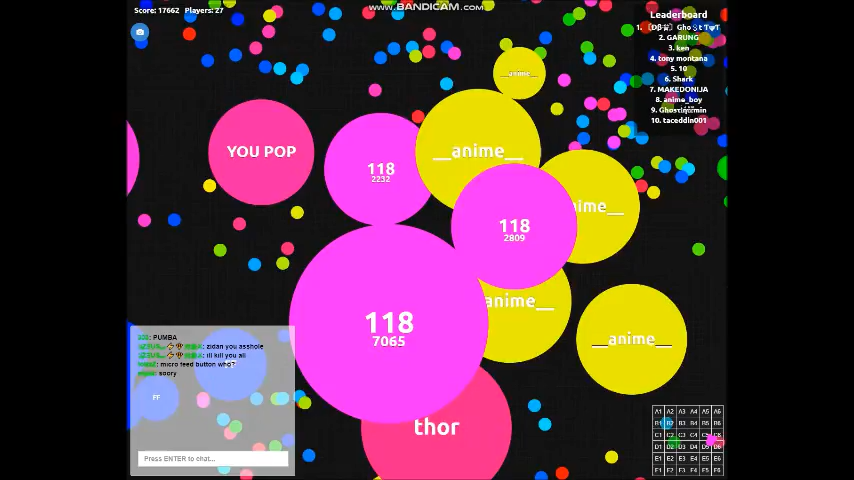 Score: 17662 Players: 27
WWW.BANDICAM.COM
Leaderboard
2. GARUNG
3. ken
4. tony montana
5. 10
6. Shark
7. MAKEDONIJA
8. anime_boy
10. taceddin001
__anime__
YOU POP
118
2232
__anime__
118
2809
ime__
118
7065
anime__
__anime__
thor
PUMBA
zidan you asshole
ill kill you all
micro feed button who?
soory
FF
Press ENTER to chat...
A1 A2 A3 A4 A5 A6
B1 B2 B3 B4 B5 B6
C1 C2 C3 C4 C5 C6
D1 D2 D3 D4 D5 D6
E1 E2 E3 E4 E5 E6
F1 F2 F3 F4 F5 F6